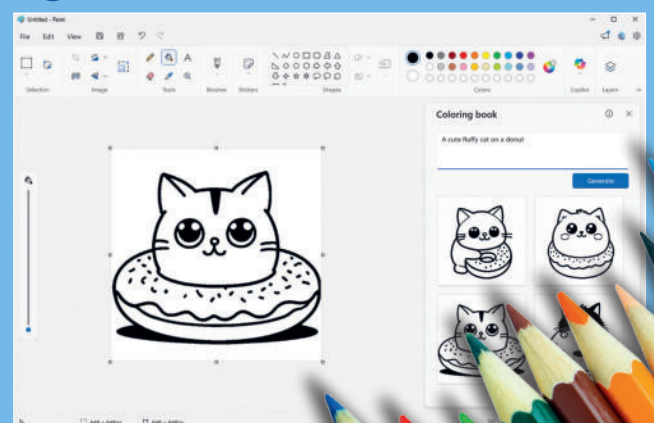 Untitled - Paint
File Edit View
Selection Image Tools Brushes Stickers Shapes Colors Copilot Layers
Coloring book
A cute fluffy cat on a donut
Generate